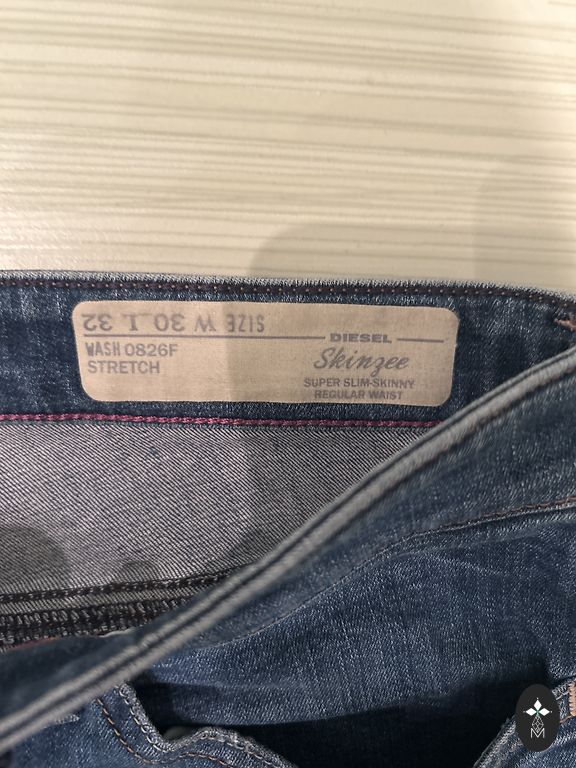 SIZE W 30 L 32
DIESEL
WASH 0826F
STRETCH
Skinzee
SUPER SLIM-SKINNY
REGULAR WAIST
M